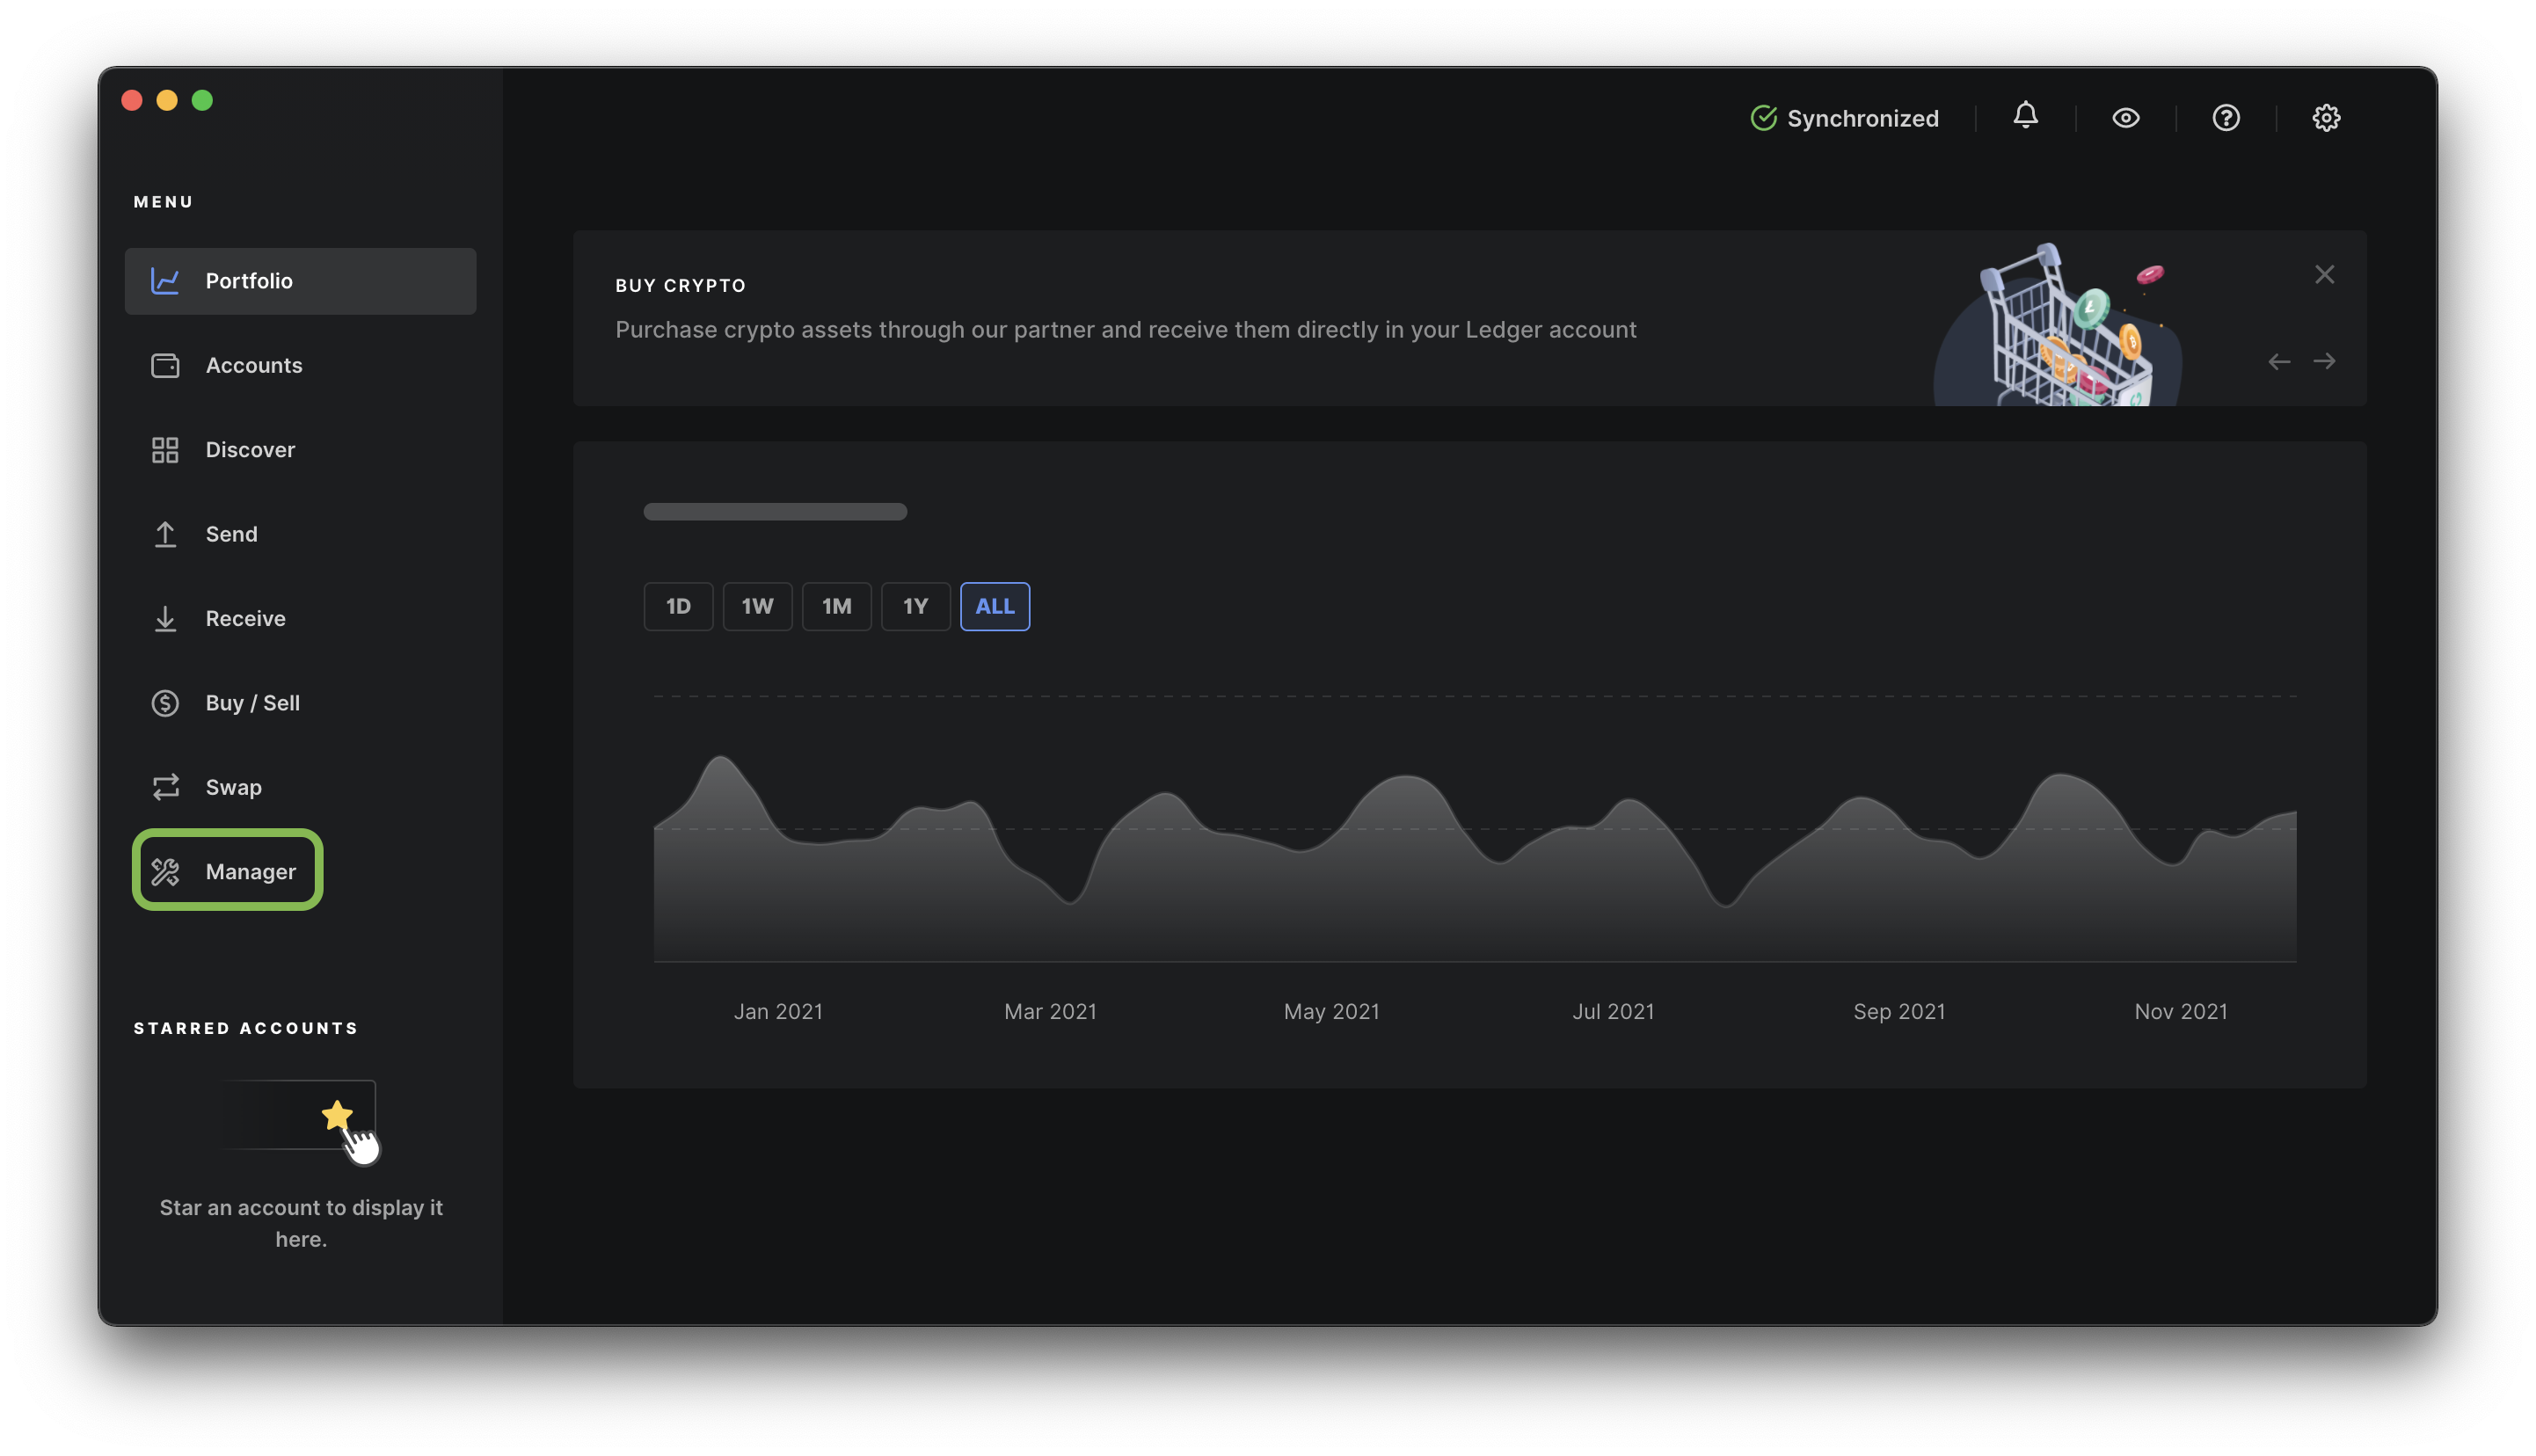 Synchronized
MENU
Portfolio
Accounts
Discover
Send
Receive
Buy / Sell
Swap
Manager
STARRED ACCOUNTS
Star an account to display it
here.
BUY CRYPTO
Purchase crypto assets through our partner and receive them directly in your Ledger account
1D 1W 1M 1Y ALL
Jan 2021 Mar 2021 May 2021 Jul 2021 Sep 2021 Nov 2021